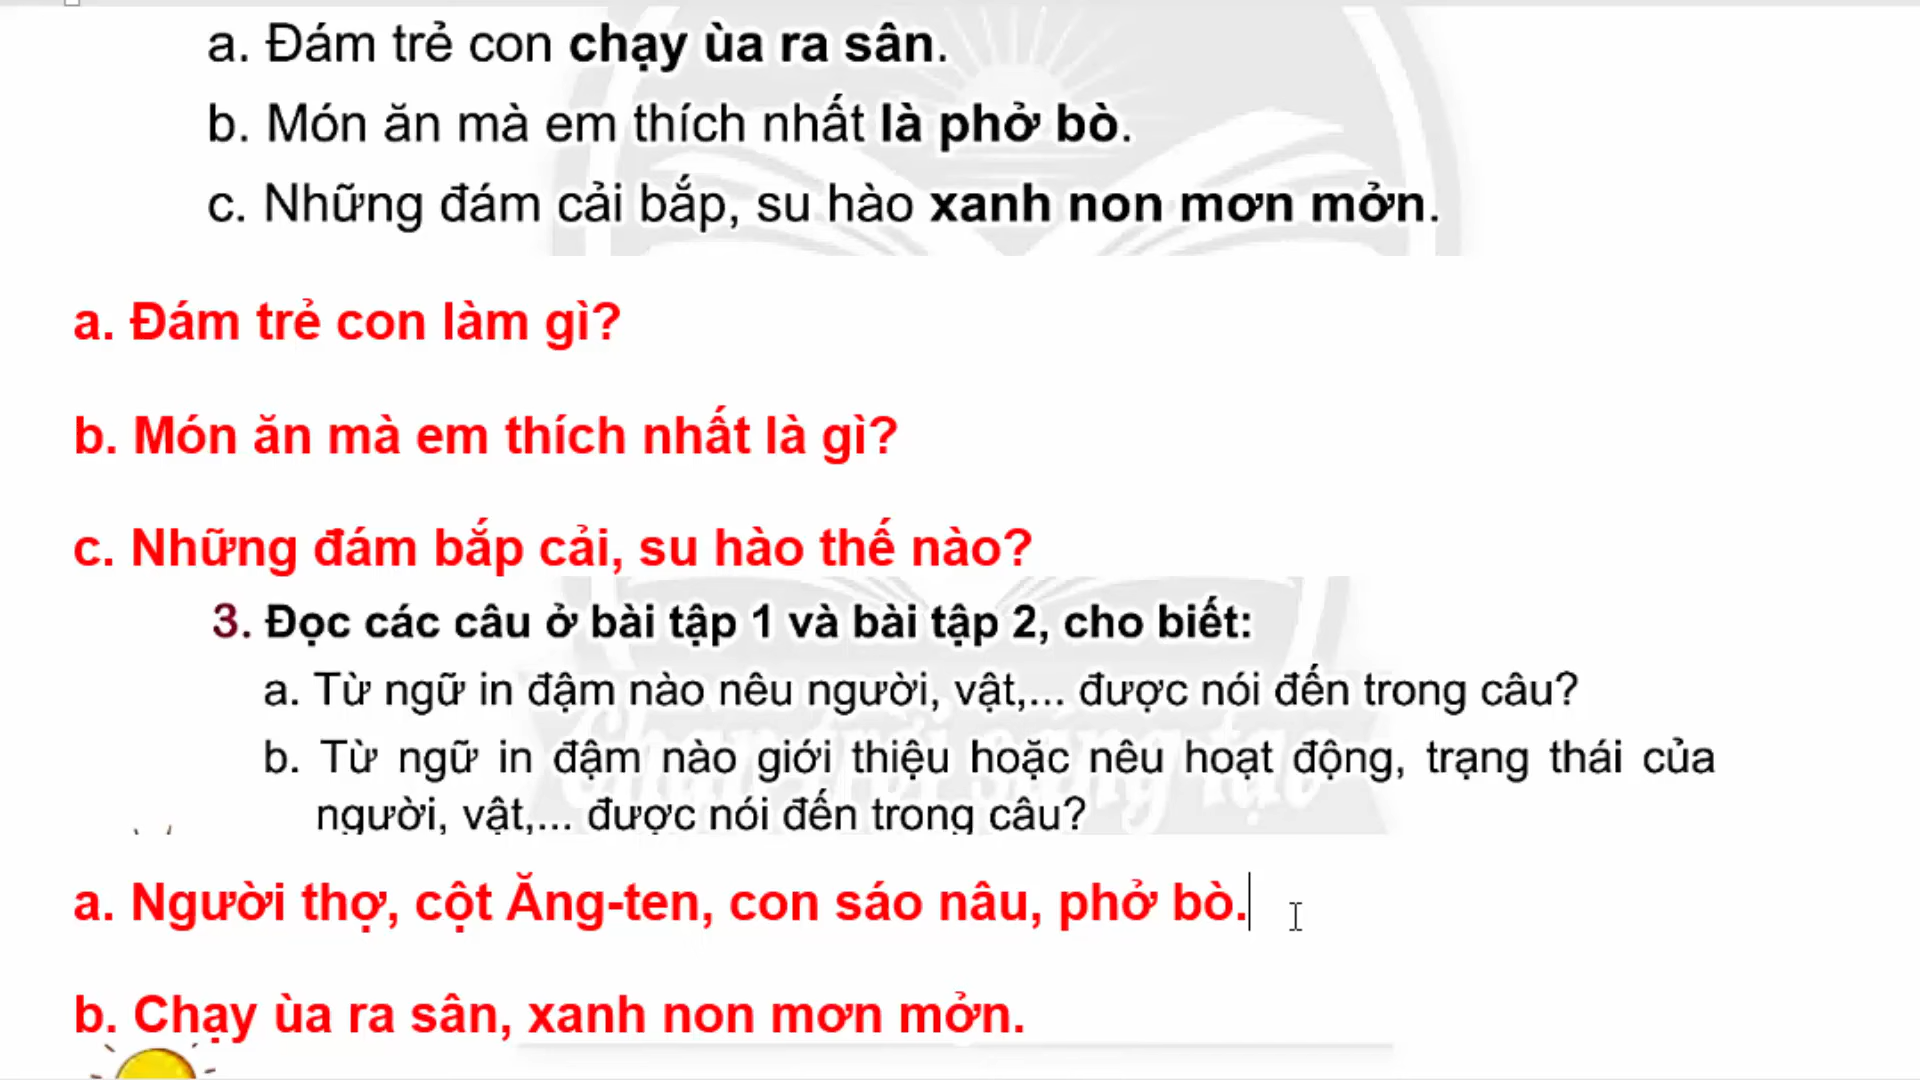 a. Đám trẻ con chạy ùa ra sân.
b. Món ăn mà em thích nhất là phở bò.
c. Những đám cải bắp, su hào xanh non mơn mởn.
a. Đám trẻ con làm gì?
b. Món ăn mà em thích nhất là gì?
c. Những đám bắp cải, su hào thế nào?
3. Đọc các câu ở bài tập 1 và bài tập 2, cho biết:
a. Từ ngữ in đậm nào nêu người, vật,... được nói đến trong câu?
b. Từ ngữ in đậm nào giới thiệu hoặc nêu hoạt động, trạng thái của
người, vật,... được nói đến trong câu?
Chân trời sáng tạo
a. Người thợ, cột Ăng-ten, con sáo nâu, phở bò.
b. Chạy ùa ra sân, xanh non mơn mởn.